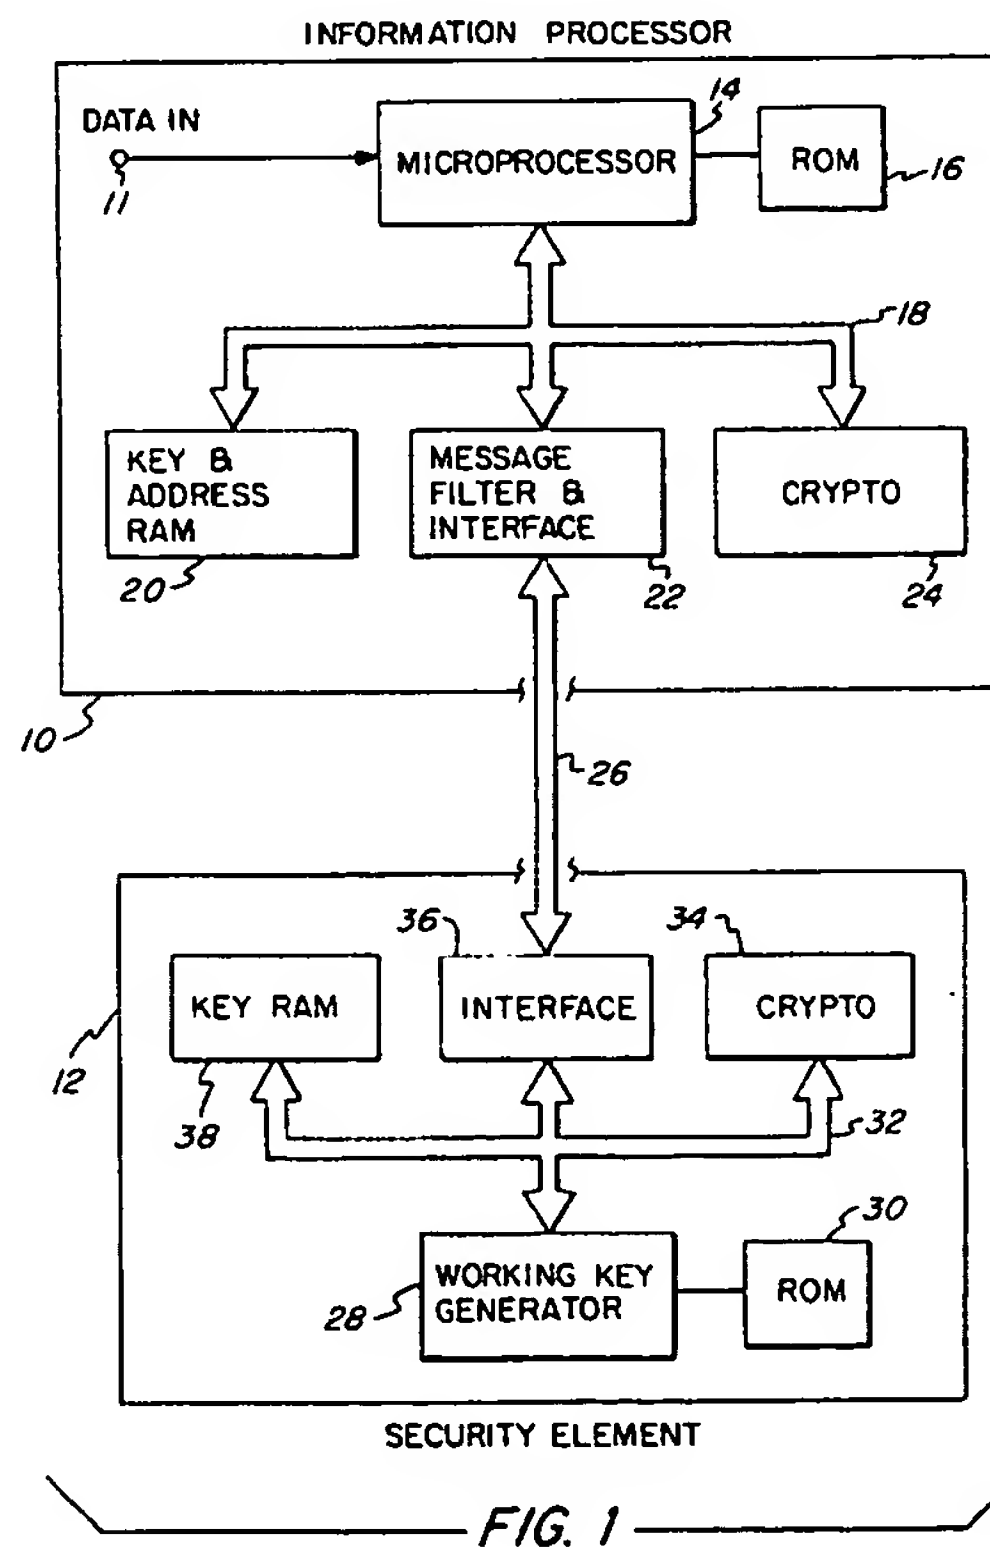 INFORMATION PROCESSOR
DATA IN
11
MICROPROCESSOR
14
ROM
16
18
KEY &
ADDRESS
RAM
20
MESSAGE
FILTER &
INTERFACE
22
CRYPTO
24
10
26
12
36
34
KEY RAM
INTERFACE
CRYPTO
38
32
30
WORKING KEY
GENERATOR
28
ROM
SECURITY ELEMENT
FIG. 1